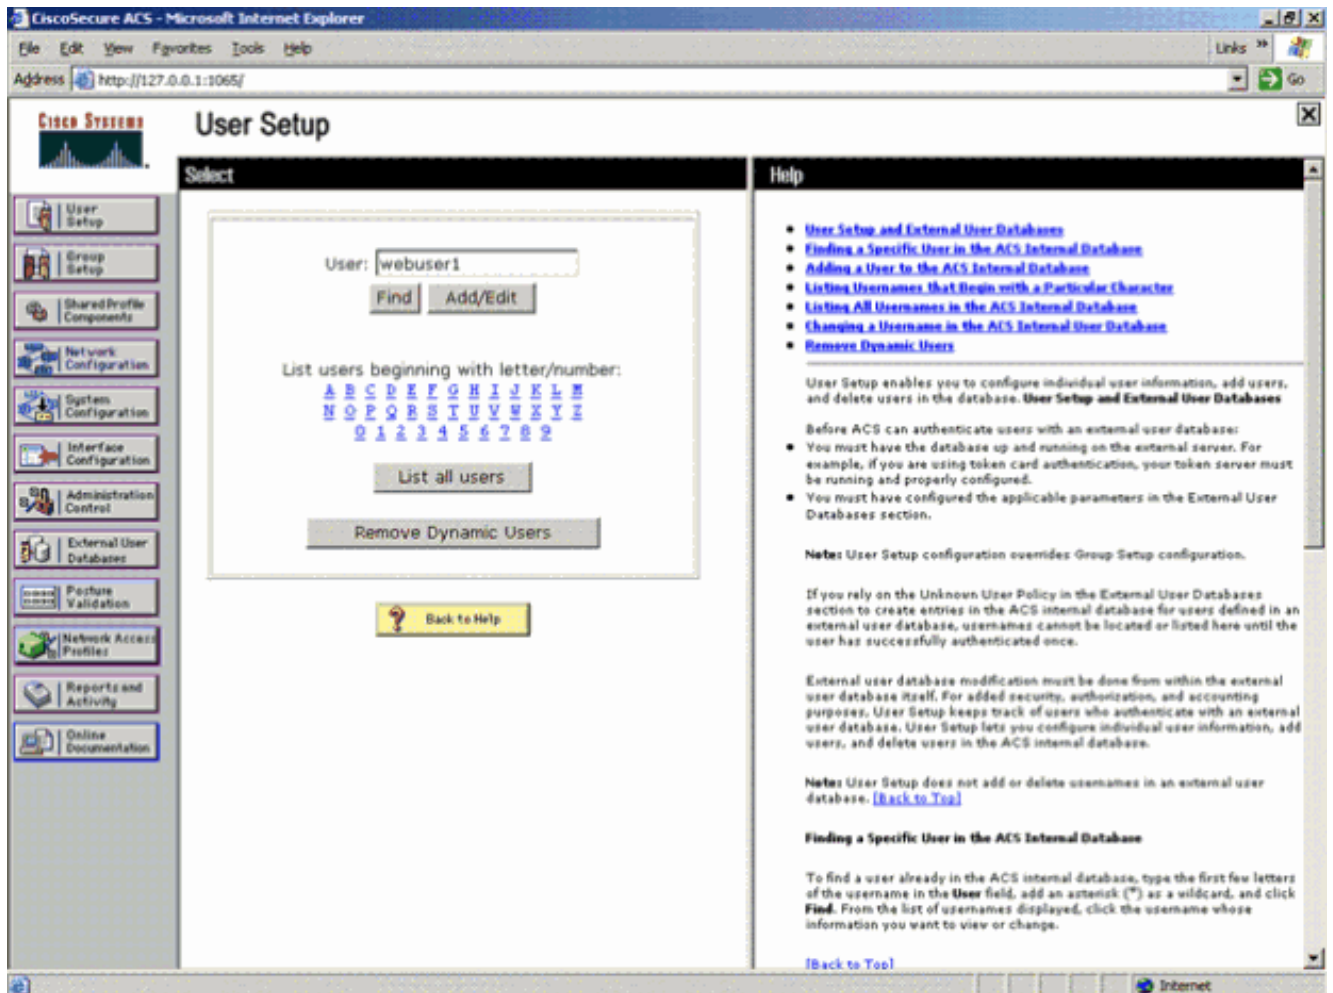 CiscoSecure ACS - Microsoft Internet Explorer
File Edit View Favorites Tools Help
Links »
Address http://127.0.0.1:1065/
Go
CISCO SYSTEMS
User Setup
Select
Help
User
Setup
Group
Setup
Shared Profile
Components
Network
Configuration
System
Configuration
Interface
Configuration
Administration
Control
External User
Databases
Posture
Validation
Network Access
Profiles
Reports and
Activity
Online
Documentation
User: webuser1
Find Add/Edit
List users beginning with letter/number:
A B C D E F G H I J K L M
N O P Q R S T U V W X Y Z
0 1 2 3 4 5 6 7 8 9
List all users
Remove Dynamic Users
? Back to Help
• User Setup and External User Databases
• Finding a Specific User in the ACS Internal Database
• Adding a User to the ACS Internal Database
• Listing Usernames that Begin with a Particular Character
• Listing All Usernames in the ACS Internal Database
• Changing a Username in the ACS Internal User Database
• Remove Dynamic Users
User Setup enables you to configure individual user information, add users,
and delete users in the database. User Setup and External User Databases
Before ACS can authenticate users with an external user database:
• You must have the database up and running on the external server. For
example, if you are using token card authentication, your token server must
be running and properly configured.
• You must have configured the applicable parameters in the External User
Databases section.
Note: User Setup configuration overrides Group Setup configuration.
If you rely on the Unknown User Policy in the External User Databases
section to create entries in the ACS internal database for users defined in an
external user database, usernames cannot be located or listed here until the
user has successfully authenticated once.
External user database modification must be done from within the external
user database itself. For added security, authorization, and accounting
purposes, User Setup keeps track of users who authenticate with an external
user database. User Setup lets you configure individual user information, add
users, and delete users in the ACS internal database.
Note: User Setup does not add or delete usernames in an external user
database. [Back to Top]
Finding a Specific User in the ACS Internal Database
To find a user already in the ACS internal database, type the first few letters
of the username in the User field, add an asterisk (*) as a wildcard, and click
Find. From the list of usernames displayed, click the username whose
information you want to view or change.
[Back to Top]
Internet